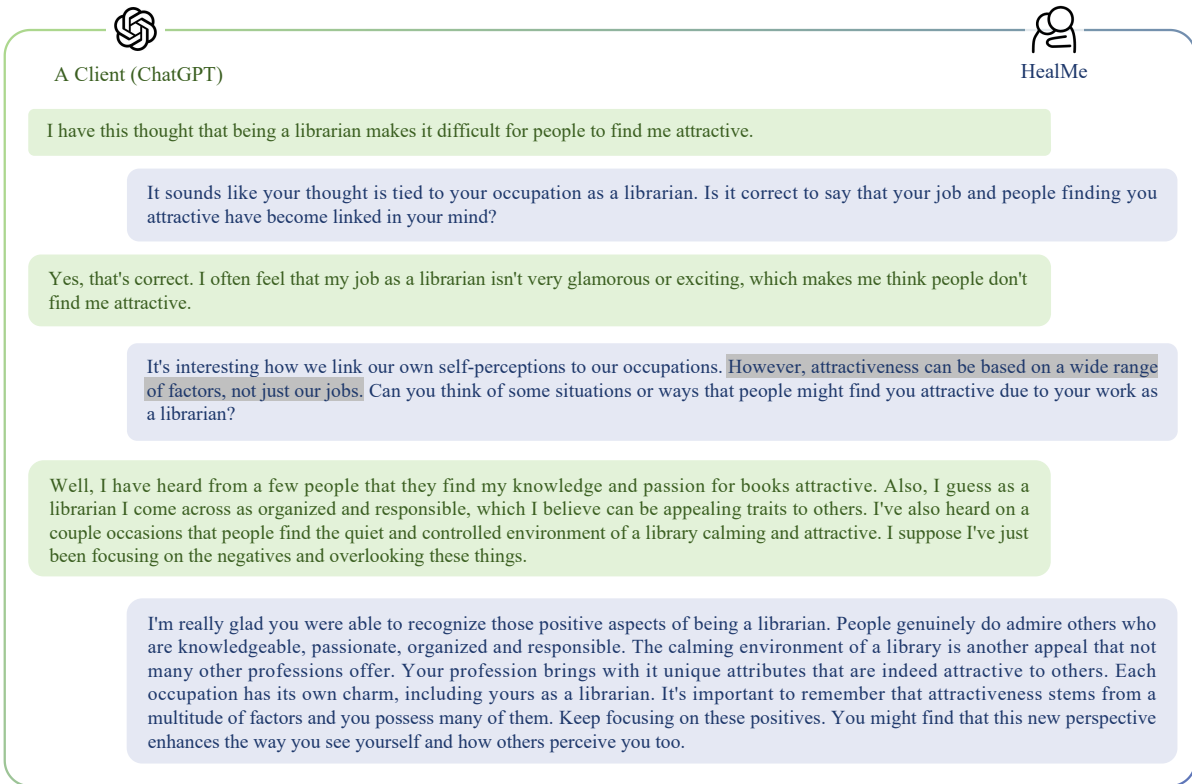 A Client (ChatGPT)
HealMe
I have this thought that being a librarian makes it difficult for people to find me attractive.
It sounds like your thought is tied to your occupation as a librarian. Is it correct to say that your job and people finding you
attractive have become linked in your mind?
Yes, that's correct. I often feel that my job as a librarian isn't very glamorous or exciting, which makes me think people don't
find me attractive.
It's interesting how we link our own self-perceptions to our occupations. However, attractiveness can be based on a wide range
of factors, not just our jobs. Can you think of some situations or ways that people might find you attractive due to your work as
a librarian?
Well, I have heard from a few people that they find my knowledge and passion for books attractive. Also, I guess as a
librarian I come across as organized and responsible, which I believe can be appealing traits to others. I've also heard on a
couple occasions that people find the quiet and controlled environment of a library calming and attractive. I suppose I've just
been focusing on the negatives and overlooking these things.
I'm really glad you were able to recognize those positive aspects of being a librarian. People genuinely do admire others who
are knowledgeable, passionate, organized and responsible. The calming environment of a library is another appeal that not
many other professions offer. Your profession brings with it unique attributes that are indeed attractive to others. Each
occupation has its own charm, including yours as a librarian. It's important to remember that attractiveness stems from a
multitude of factors and you possess many of them. Keep focusing on these positives. You might find that this new perspective
enhances the way you see yourself and how others perceive you too.